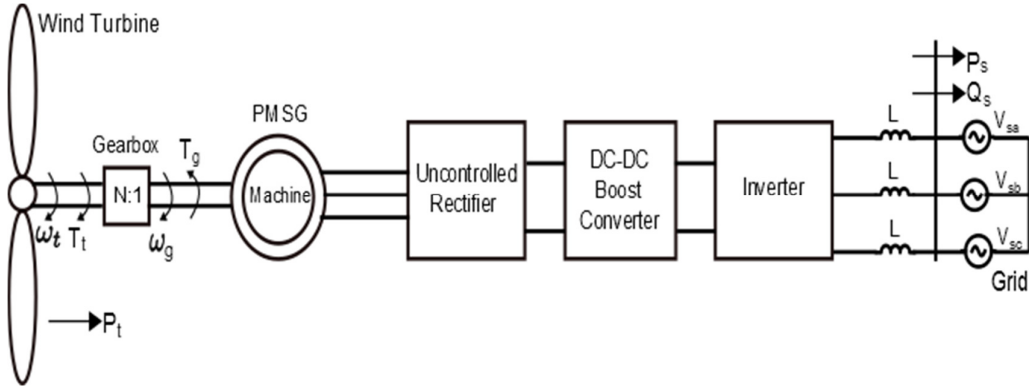 Wind Turbine
Gearbox
N:1
ωt
Tt
Tg
ωg
Pt
PMSG
Machine
Uncontrolled
Rectifier
DC-DC
Boost
Converter
Inverter
L
L
L
Ps
Qs
Vsa
Vsb
Vsc
Grid